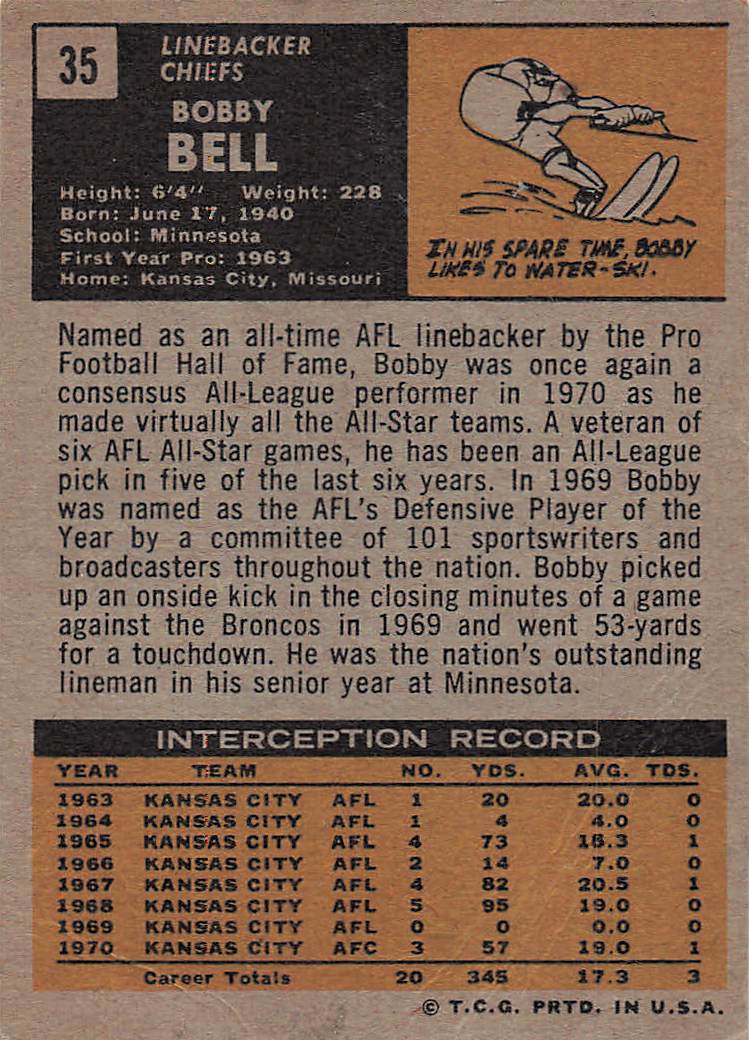 35
LINEBACKER
CHIEFS
BOBBY
BELL
Height: 6'4" Weight: 228
Born: June 17, 1940
School: Minnesota
First Year Pro: 1963
Home: Kansas City, Missouri
IN HIS SPARE TIME, BOBBY
LIKES TO WATER-SKI.
Named as an all-time AFL linebacker by the Pro
Football Hall of Fame, Bobby was once again a
consensus All-League performer in 1970 as he
made virtually all the All-Star teams. A veteran of
six AFL All-Star games, he has been an All-League
pick in five of the last six years. In 1969 Bobby
was named as the AFL's Defensive Player of the
Year by a committee of 101 sportswriters and
broadcasters throughout the nation. Bobby picked
up an onside kick in the closing minutes of a game
against the Broncos in 1969 and went 53-yards
for a touchdown. He was the nation's outstanding
lineman in his senior year at Minnesota.
INTERCEPTION RECORD
YEAR TEAM NO. YDS. AVG. TDS.
1963 KANSAS CITY AFL 1 20 20.0 0
1964 KANSAS CITY AFL 1 4 4.0 0
1965 KANSAS CITY AFL 4 73 18.3 1
1966 KANSAS CITY AFL 2 14 7.0 0
1967 KANSAS CITY AFL 4 82 20.5 1
1968 KANSAS CITY AFL 5 95 19.0 0
1969 KANSAS CITY AFL 0 0 0.0 0
1970 KANSAS CITY AFC 3 57 19.0 1
Career Totals 20 345 17.3 3
© T.C.G. PRTD. IN U.S.A.